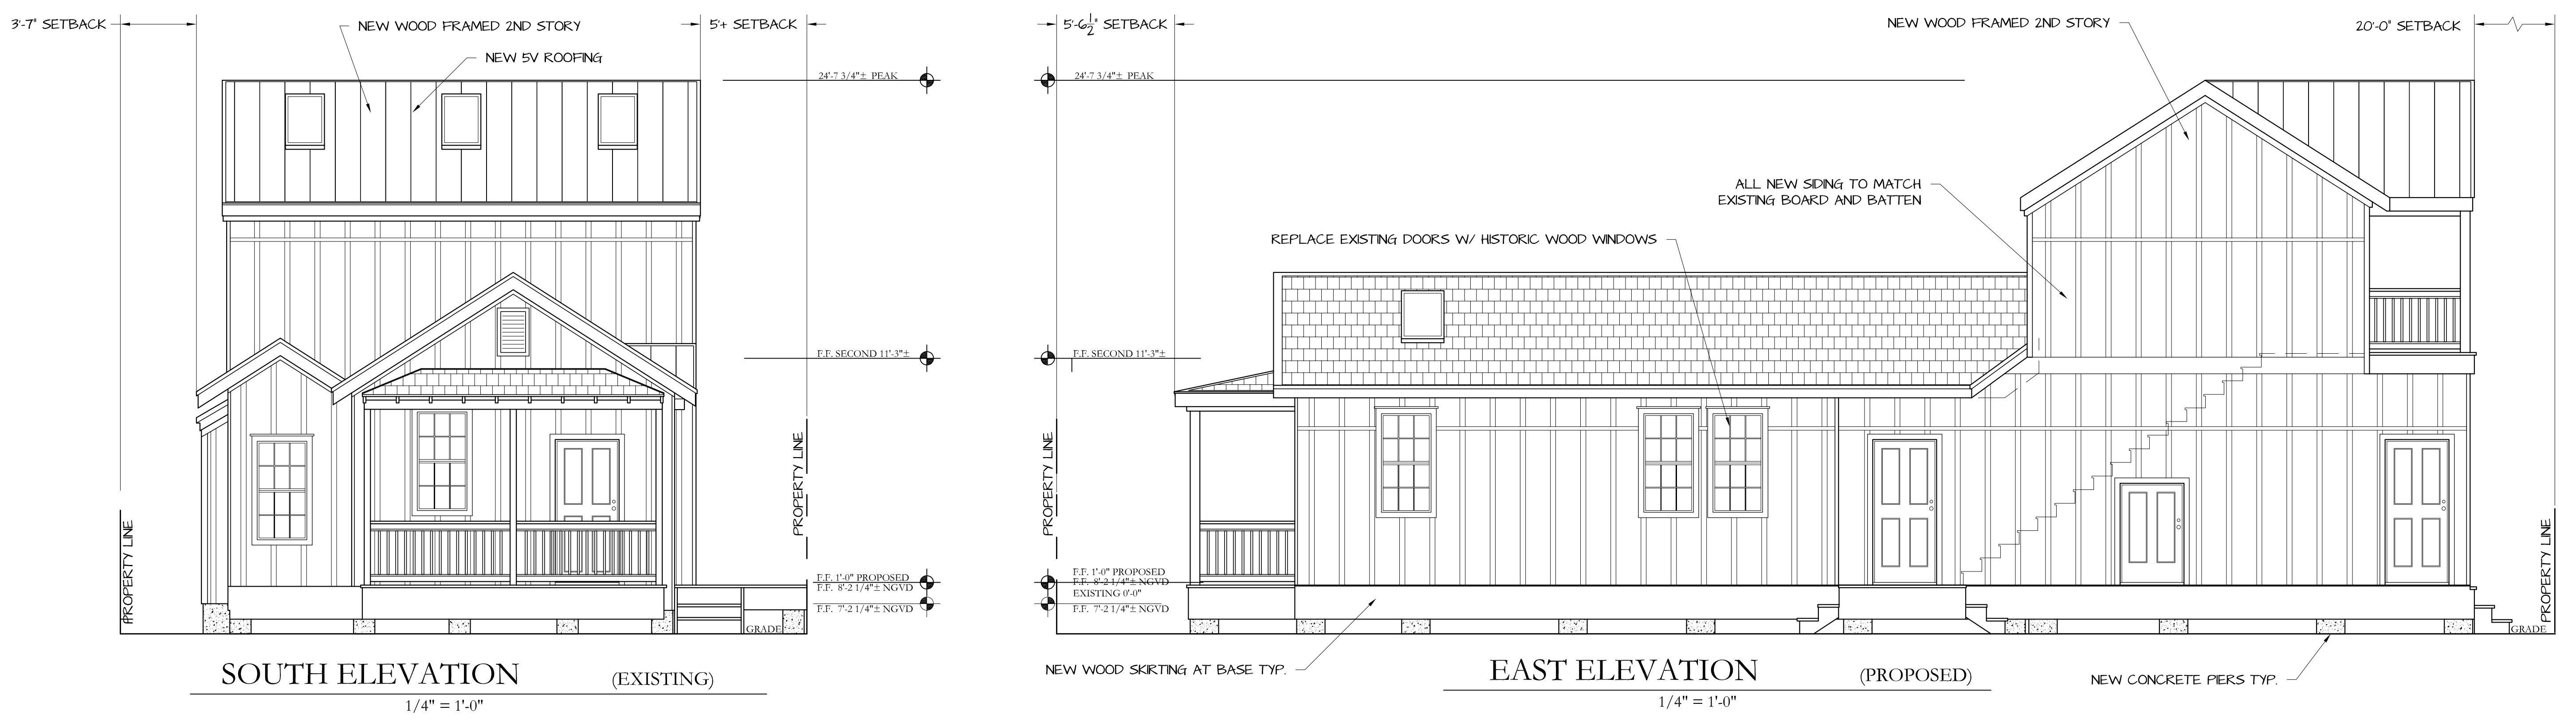 3'-7" SETBACK
NEW WOOD FRAMED 2ND STORY
NEW 5V ROOFING
5'+ SETBACK
24'-7 3/4"± PEAK
F.F. SECOND 11'-3"±
PROPERTY LINE
PROPERTY LINE
F.F. 1'-0" PROPOSED
F.F. 8'-2 1/4"± NGVD
F.F. 7'-2 1/4"± NGVD
GRADE
SOUTH ELEVATION (EXISTING)
1/4" = 1'-0"
5'-6 1/2" SETBACK
NEW WOOD FRAMED 2ND STORY
20'-0" SETBACK
24'-7 3/4"± PEAK
ALL NEW SIDING TO MATCH
EXISTING BOARD AND BATTEN
REPLACE EXISTING DOORS W/ HISTORIC WOOD WINDOWS
F.F. SECOND 11'-3"±
PROPERTY LINE
PROPERTY LINE
F.F. 1'-0" PROPOSED
F.F. 8'-2 1/4"± NGVD
EXISTING 0'-0"
F.F. 7'-2 1/4"± NGVD
GRADE
NEW WOOD SKIRTING AT BASE TYP.
NEW CONCRETE PIERS TYP.
EAST ELEVATION (PROPOSED)
1/4" = 1'-0"